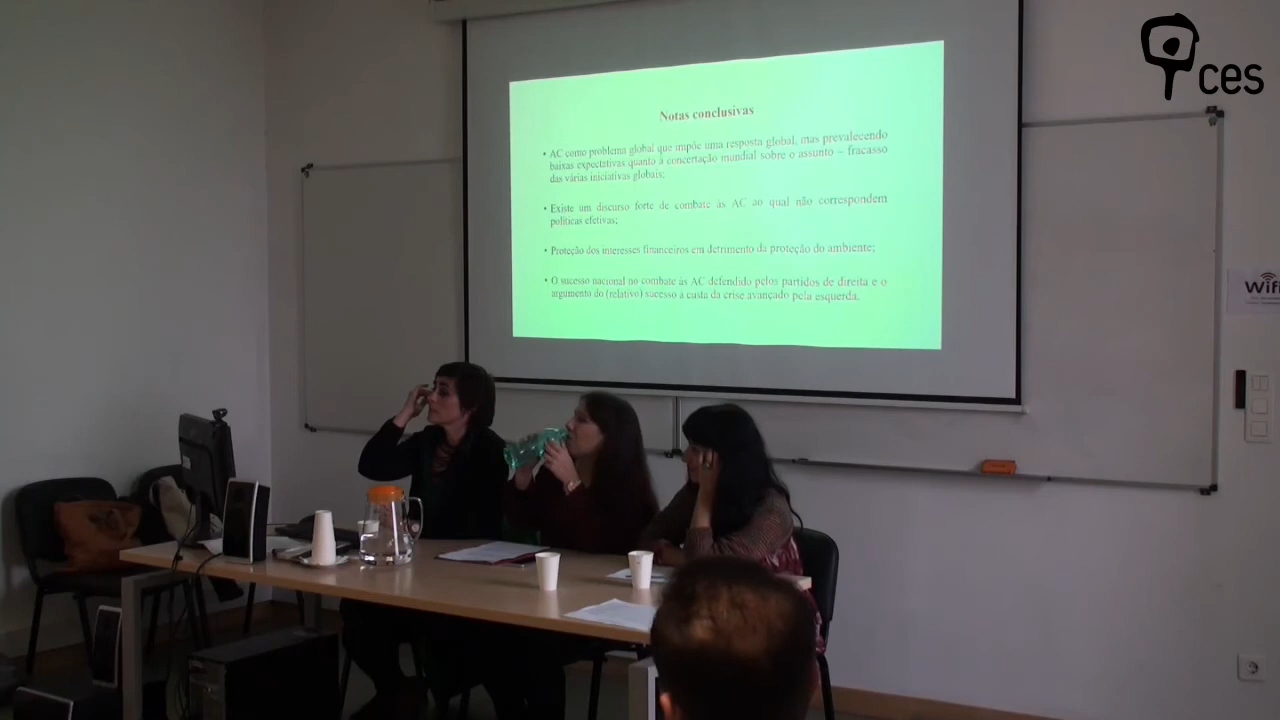 ces
Notas conclusivas
• AC como problema global que impõe uma resposta global, mas prevalecendo
baixas expectativas quanto à concertação mundial sobre o assunto – fracasso
das várias iniciativas globais;
• Existe um discurso forte de combate às AC ao qual não correspondem
políticas efetivas;
• Proteção dos interesses financeiros em detrimento da proteção do ambiente;
• O sucesso nacional no combate às AC defendido pelos partidos de direita e o
argumento do (relativo) sucesso à custa da crise avançado pela esquerda.
Wifi